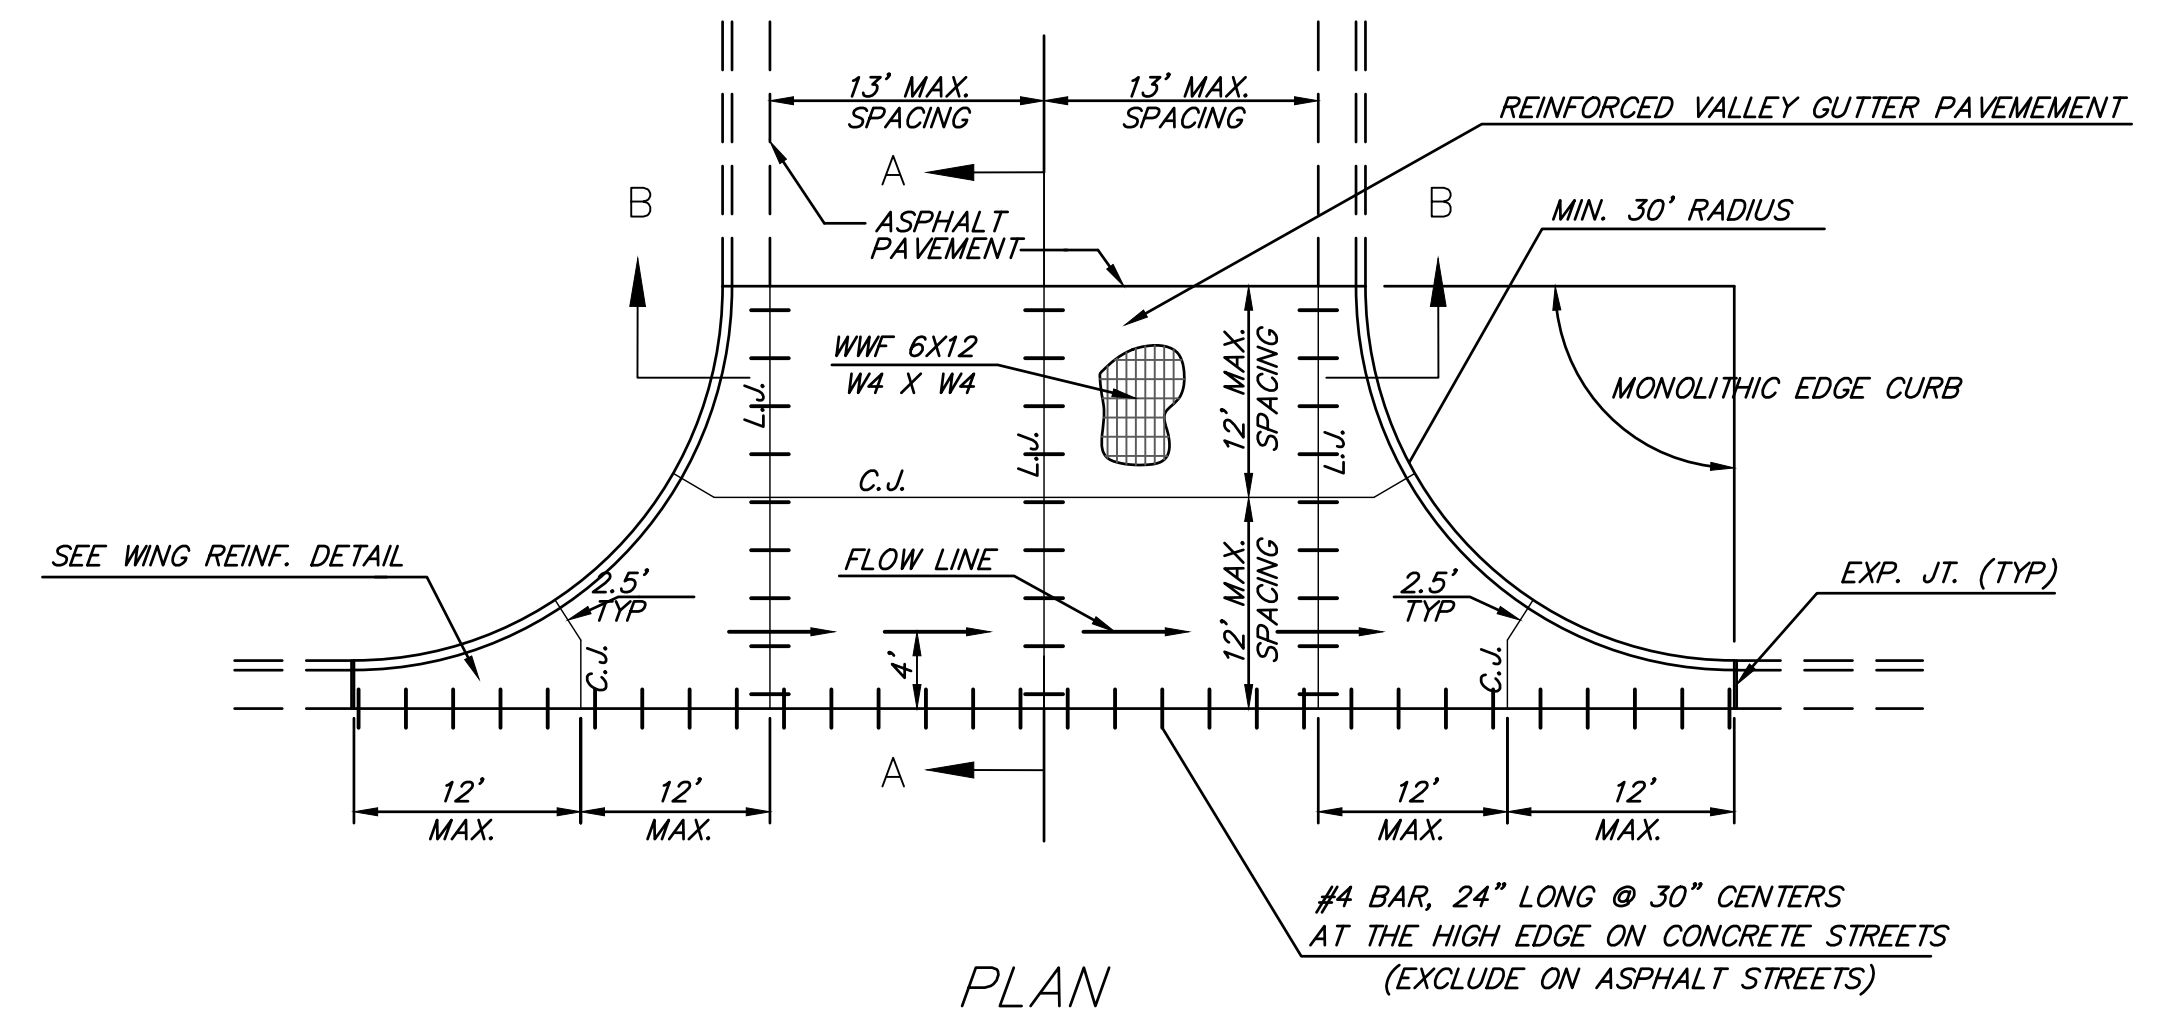 13' MAX.
SPACING
13' MAX.
SPACING
REINFORCED VALLEY GUTTER PAVEMEMENT
A
B
B
ASPHALT
PAVEMENT
MIN. 30' RADIUS
WWF 6X12
W4 X W4
12' MAX.
SPACING
MONOLITHIC EDGE CURB
L.J.
L.J.
L.J.
C.J.
SEE WING REINF. DETAIL
2.5'
TYP
FLOW LINE
12' MAX.
SPACING
2.5'
TYP
EXP. JT. (TYP)
C.J.
4'
C.J.
A
12'
MAX.
12'
MAX.
12'
MAX.
12'
MAX.
#4 BAR, 24" LONG @ 30" CENTERS
AT THE HIGH EDGE ON CONCRETE STREETS
(EXCLUDE ON ASPHALT STREETS)
PLAN